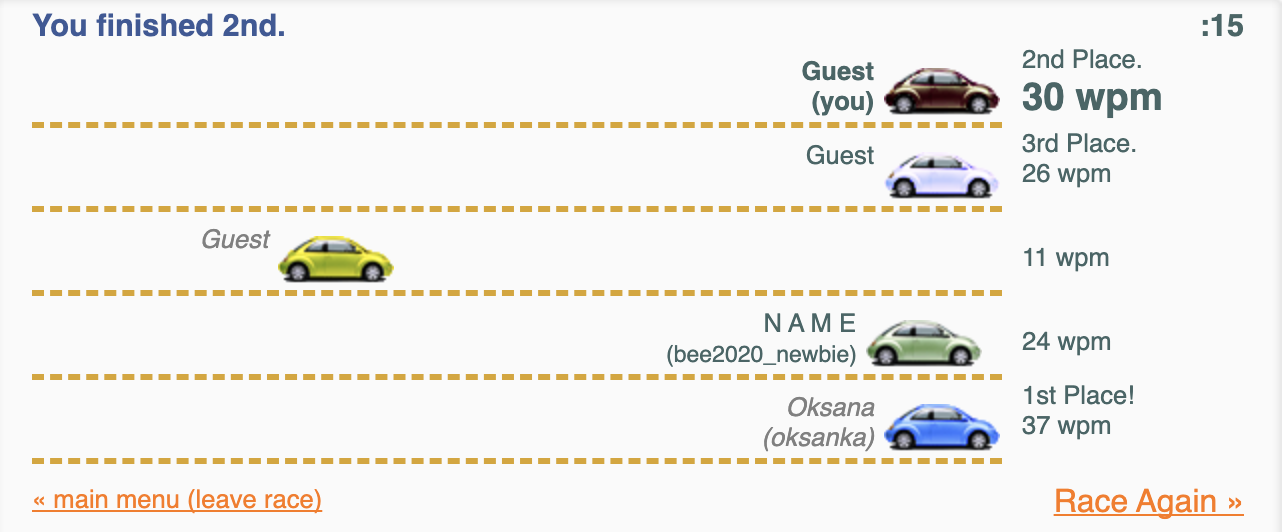 You finished 2nd.
:15
Guest
(you)
2nd Place.
30 wpm
Guest
3rd Place.
26 wpm
Guest
11 wpm
N A M E
(bee2020_newbie)
24 wpm
Oksana
(oksanka)
1st Place!
37 wpm
« main menu (leave race)
Race Again »